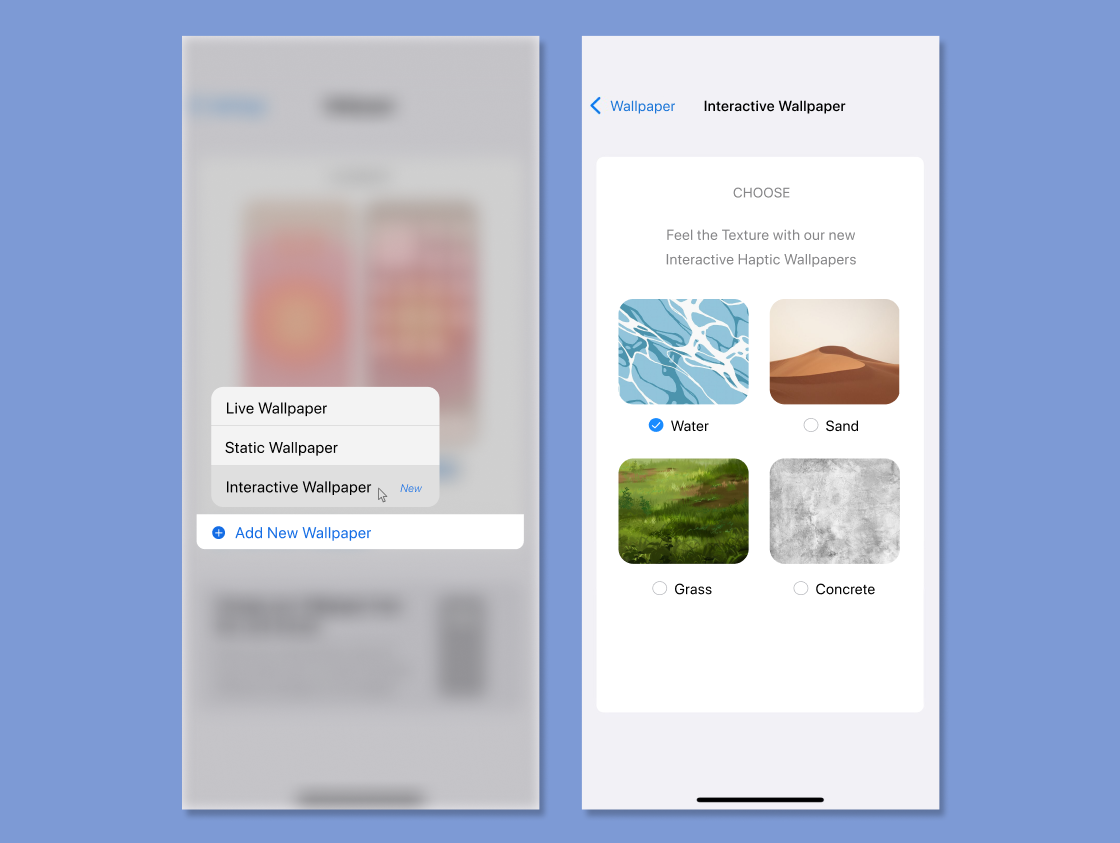 Live Wallpaper
Static Wallpaper
Interactive Wallpaper New
Add New Wallpaper
Wallpaper Interactive Wallpaper
CHOOSE
Feel the Texture with our new
Interactive Haptic Wallpapers
Water
Sand
Grass
Concrete